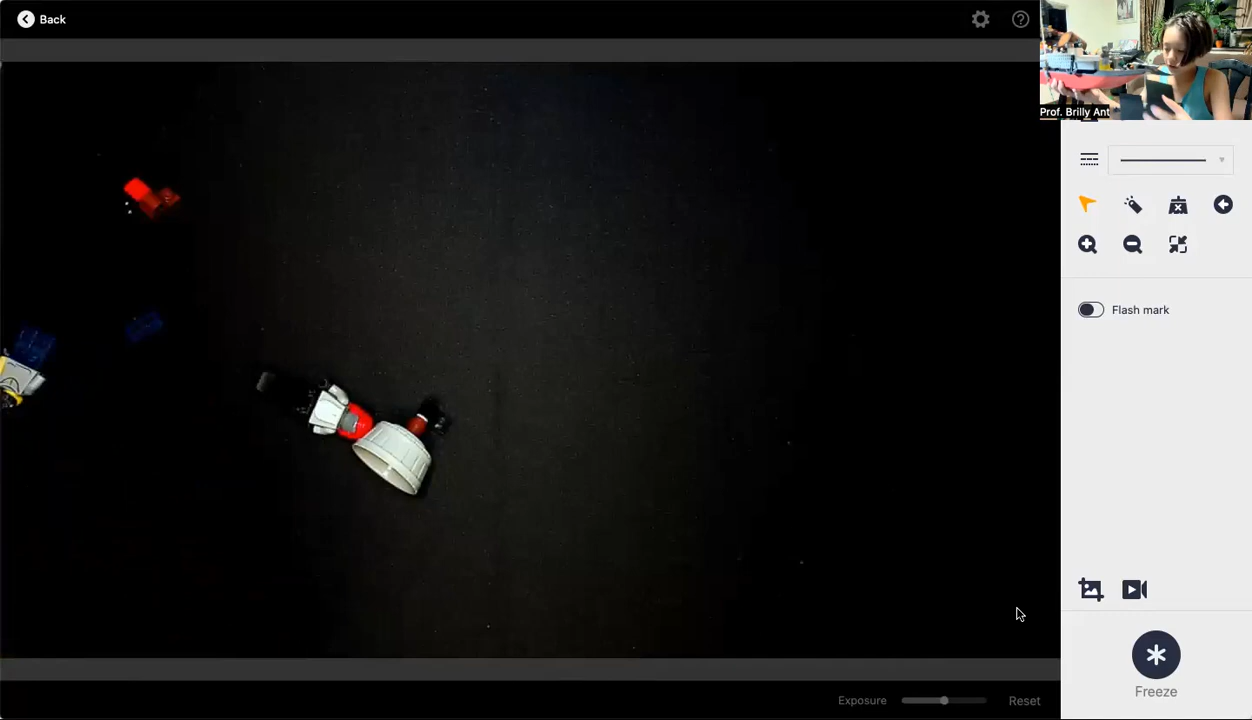 Back
Prof. Brilly Ant
Flash mark
Exposure
Reset
Freeze